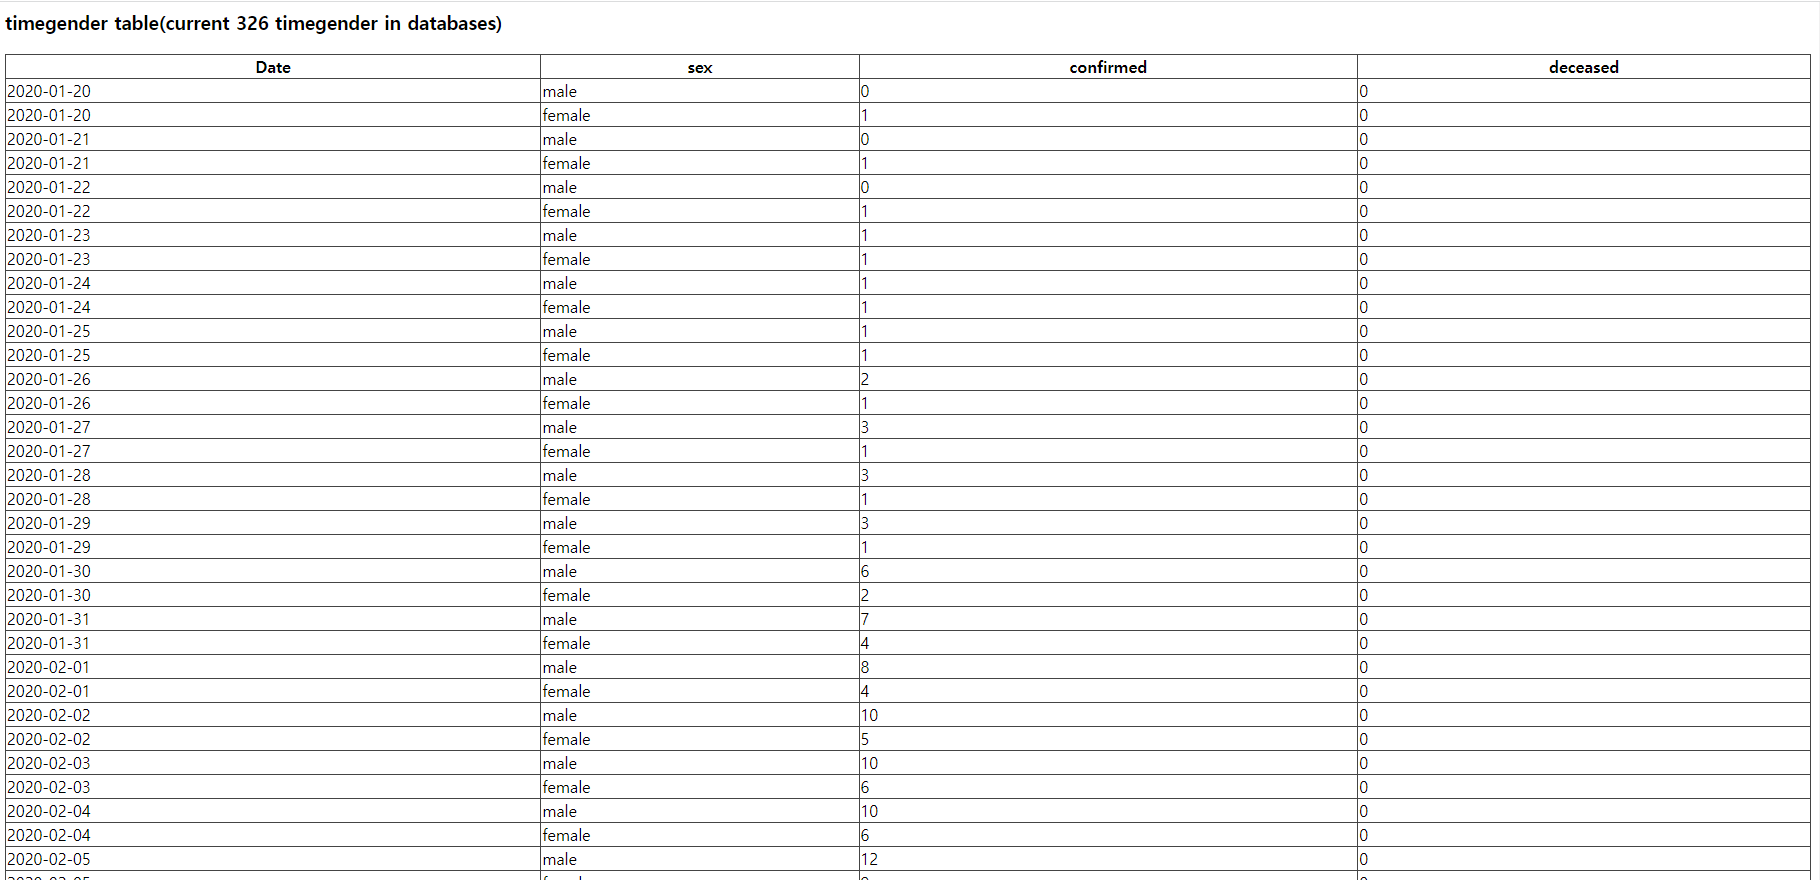 timegender table(current 326 timegender in databases)
Date sex confirmed deceased
2020-01-20 male 0 0
2020-01-20 female 1 0
2020-01-21 male 0 0
2020-01-21 female 1 0
2020-01-22 male 0 0
2020-01-22 female 1 0
2020-01-23 male 1 0
2020-01-23 female 1 0
2020-01-24 male 1 0
2020-01-24 female 1 0
2020-01-25 male 1 0
2020-01-25 female 1 0
2020-01-26 male 2 0
2020-01-26 female 1 0
2020-01-27 male 3 0
2020-01-27 female 1 0
2020-01-28 male 3 0
2020-01-28 female 1 0
2020-01-29 male 3 0
2020-01-29 female 1 0
2020-01-30 male 6 0
2020-01-30 female 2 0
2020-01-31 male 7 0
2020-01-31 female 4 0
2020-02-01 male 8 0
2020-02-01 female 4 0
2020-02-02 male 10 0
2020-02-02 female 5 0
2020-02-03 male 10 0
2020-02-03 female 6 0
2020-02-04 male 10 0
2020-02-04 female 6 0
2020-02-05 male 12 0